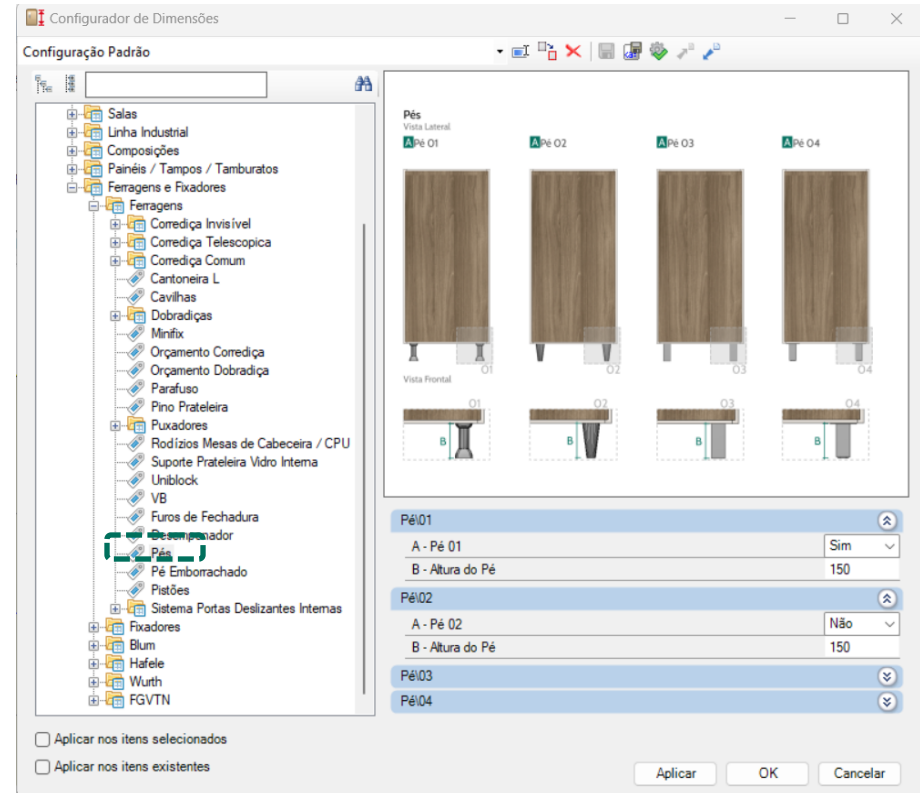 Configurador de Dimensões
Configuração Padrão
Salas
Linha Industrial
Composições
Painéis / Tampos / Tamburatos
Ferragens e Fixadores
Ferragens
Corrediça Invisível
Corrediça Telescopica
Corrediça Comum
Cantoneira L
Cavilhas
Dobradiças
Minifix
Orçamento Corrediça
Orçamento Dobradiça
Parafuso
Pino Prateleira
Puxadores
Rodízios Mesas de Cabeceira / CPU
Suporte Prateleira Vidro Interna
Uniblock
VB
Furos de Fechadura
Desempenador
Pés
Pé Emborrachado
Pistões
Sistema Portas Deslizantes Internas
Fixadores
Blum
Hafele
Wurth
FGVTN
Pés
Vista Lateral
A Pé 01 A Pé 02 A Pé 03 A Pé 04
01 02 03 04
Vista Frontal
01 02 03 04
B B B B
Pé\01
A - Pé 01 Sim
B - Altura do Pé 150
Pé\02
A - Pé 02 Não
B - Altura do Pé 150
Pé\03
Pé\04
Aplicar nos itens selecionados
Aplicar nos itens existentes
Aplicar OK Cancelar